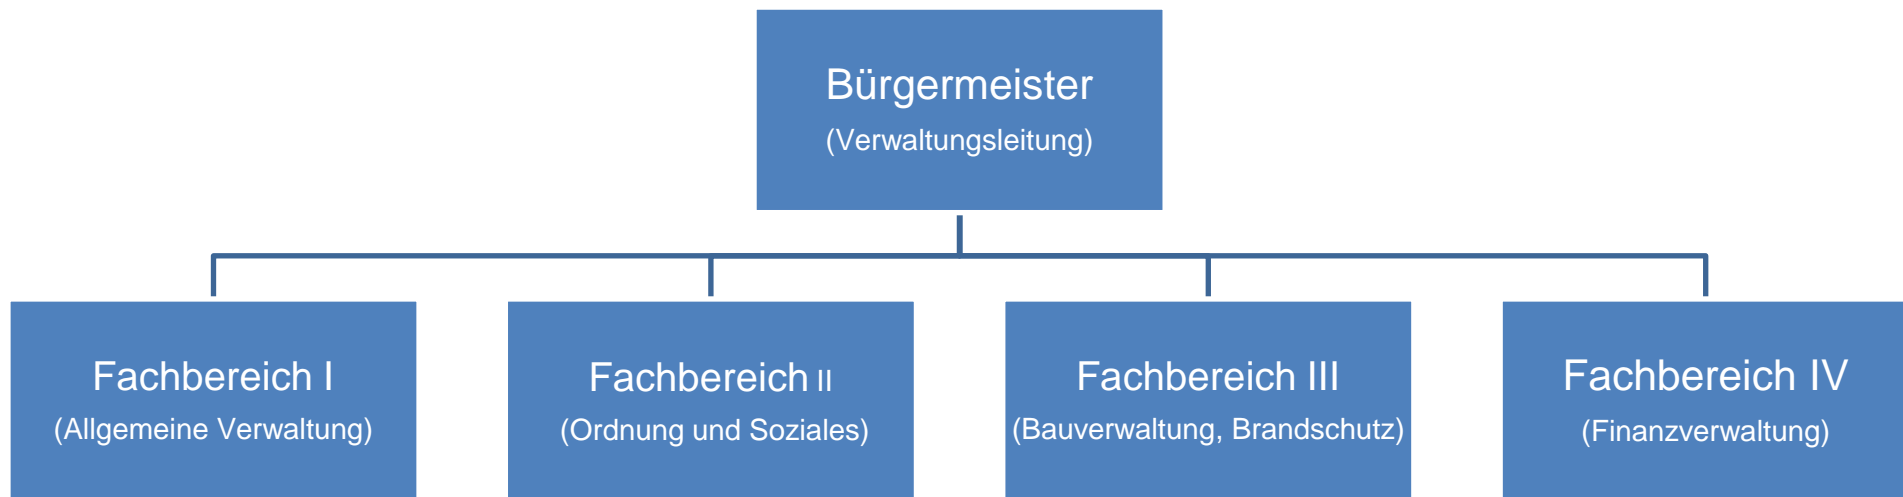 Bürgermeister
(Verwaltungsleitung)
Fachbereich I
(Allgemeine Verwaltung)
Fachbereich II
(Ordnung und Soziales)
Fachbereich III
(Bauverwaltung, Brandschutz)
Fachbereich IV
(Finanzverwaltung)